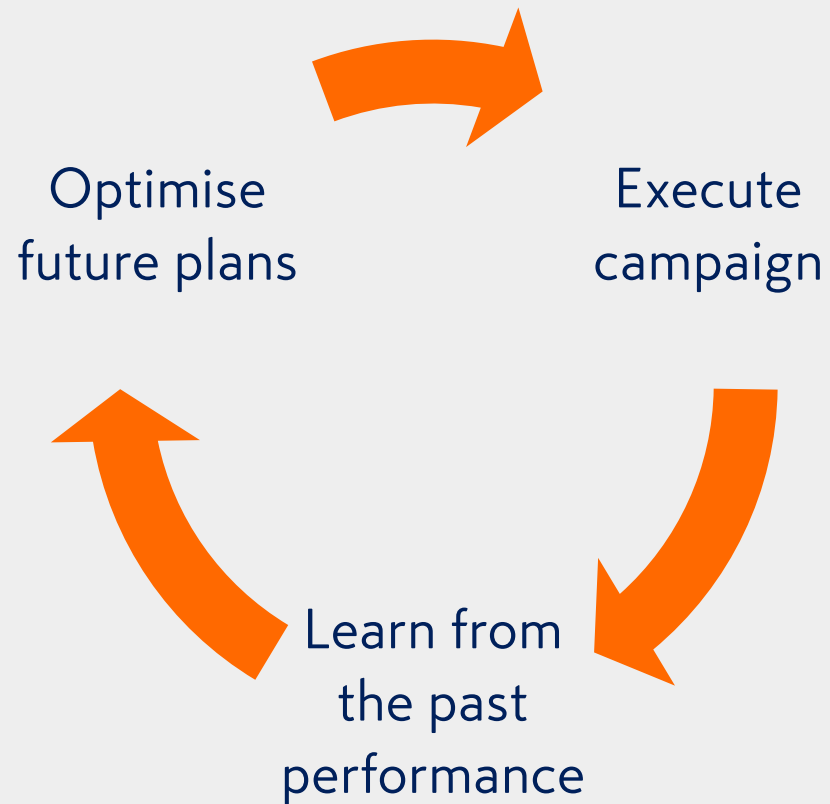 Optimise
future plans
Execute
campaign
Learn from
the past
performance